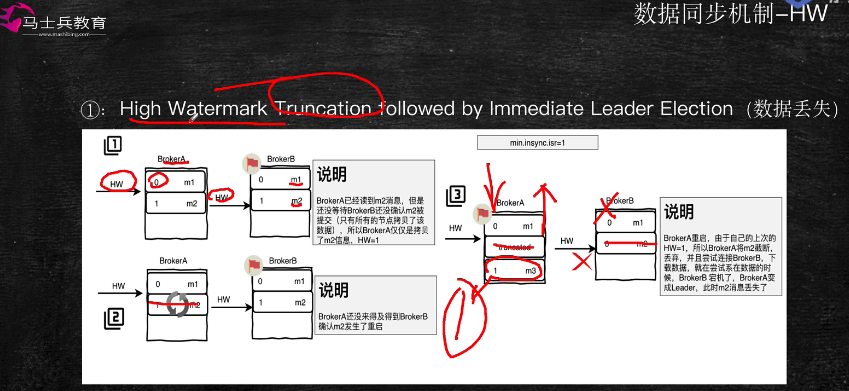 马士兵教育
www.mashibing.com
数据同步机制-HW
①: High Watermark Truncation followed by Immediate Leader Election (数据丢失)
1
BrokerA
HW
0 m1
1 m2
HW
BrokerB
0 m1
1 m2
说明
BrokerA已经读到m2消息，但是
还没等待BrokerB还没确认m2被
提交（只有所有的节点拷贝了该
数据），所以BrokerA仅仅是拷贝
了m2信息，HW=1
2
HW
0 m1
1 m2
HW
0 m1
1 m2
说明
BrokerA还没来得及得到BrokerB
确认m2发生了重启
min.insync.isr=1
3
BrokerA
HW
0 m1
truncated
1 m3
HW
BrokerB
0 m1
0 m2
说明
BrokerA重启，由于自己的上次的
HW=1，所以BrokerA将m2截断，
丢弃，并且尝试连接BrokerB，下
载数据，就在尝试系在数据的时
候，BrokerB 宕机了，BrokerA变
成Leader，此时m2消息丢失了